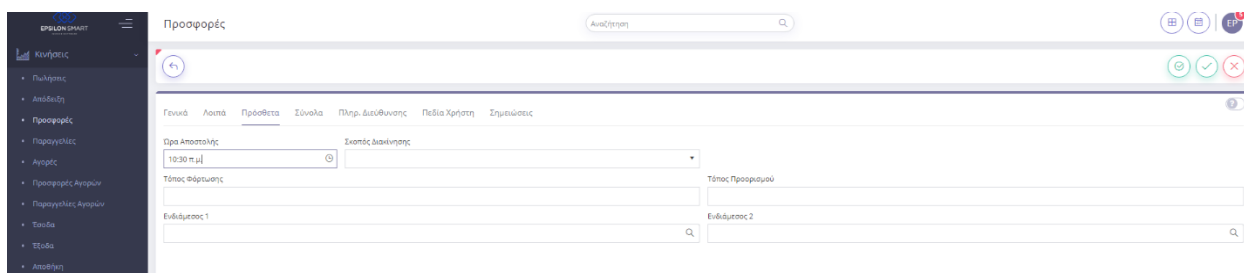 EPSILON SMART
Προσφορές
Αναζήτηση
EP
Κινήσεις
Πωλήσεις
Απόδειξη
Προσφορές
Παραγγελίες
Αγορές
Προσφορές Αγορών
Παραγγελίες Αγορών
Έσοδα
Έξοδα
Αποθήκη
Γενικά Λοιπά Πρόσθετα Σύνολα Πληρ. Διεύθυνσης Πεδία Χρήστη Σημειώσεις
Ώρα Αποστολής Σκοπός Διακίνησης
10:30 π.μ.
Τόπος Φόρτωσης Τόπος Προορισμού
Ενδιάμεσος 1 Ενδιάμεσος 2